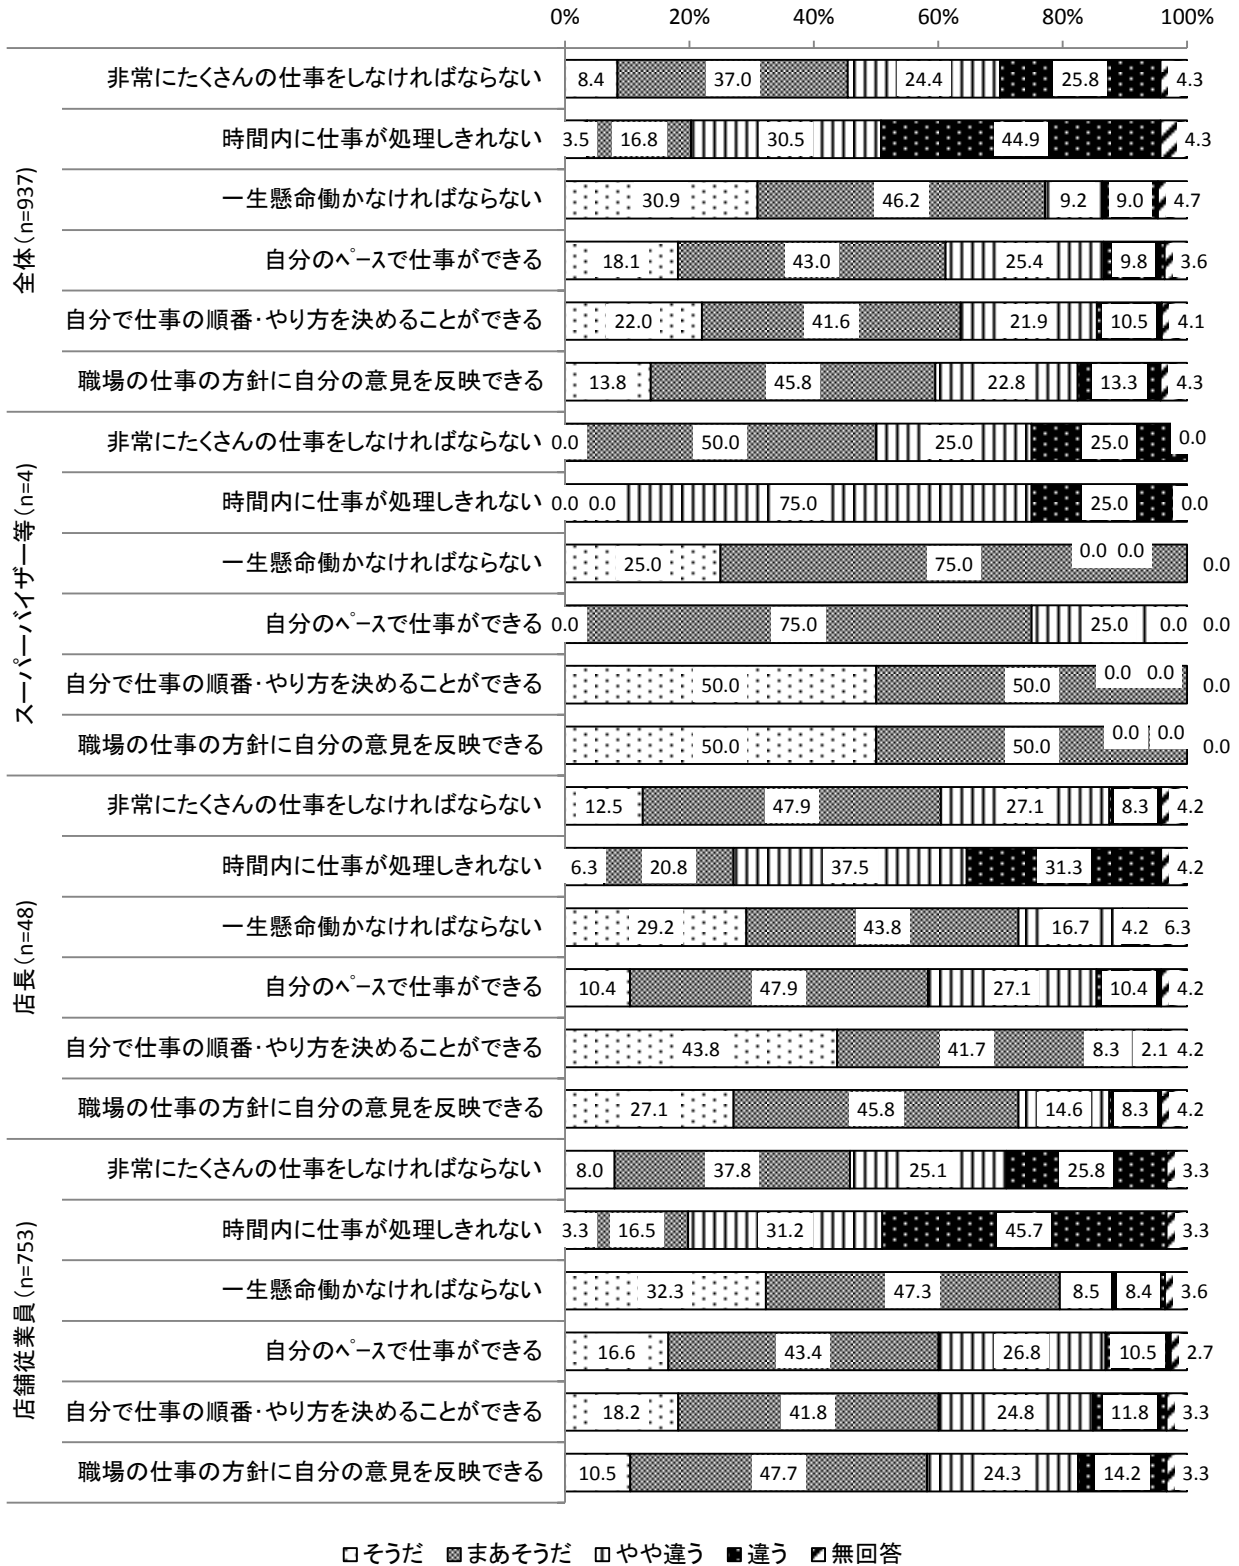 0% 20% 40% 60% 80% 100%
全体(n=937)
非常にたくさんの仕事をしなければならない 8.4 37.0 24.4 25.8 4.3
時間内に仕事が処理しきれない 3.5 16.8 30.5 44.9 4.3
一生懸命働かなければならない 30.9 46.2 9.2 9.0 4.7
自分のペースで仕事ができる 18.1 43.0 25.4 9.8 3.6
自分で仕事の順番・やり方を決めることができる 22.0 41.6 21.9 10.5 4.1
職場の仕事の方針に自分の意見を反映できる 13.8 45.8 22.8 13.3 4.3
スーパーバイザー等(n=4)
非常にたくさんの仕事をしなければならない 0.0 50.0 25.0 25.0 0.0
時間内に仕事が処理しきれない 0.0 0.0 75.0 25.0 0.0
一生懸命働かなければならない 25.0 75.0 0.0 0.0 0.0
自分のペースで仕事ができる 0.0 75.0 25.0 0.0 0.0
自分で仕事の順番・やり方を決めることができる 50.0 50.0 0.0 0.0 0.0
職場の仕事の方針に自分の意見を反映できる 50.0 50.0 0.0 0.0 0.0
店長(n=48)
非常にたくさんの仕事をしなければならない 12.5 47.9 27.1 8.3 4.2
時間内に仕事が処理しきれない 6.3 20.8 37.5 31.3 4.2
一生懸命働かなければならない 29.2 43.8 16.7 4.2 6.3
自分のペースで仕事ができる 10.4 47.9 27.1 10.4 4.2
自分で仕事の順番・やり方を決めることができる 43.8 41.7 8.3 2.1 4.2
職場の仕事の方針に自分の意見を反映できる 27.1 45.8 14.6 8.3 4.2
店舗従業員(n=753)
非常にたくさんの仕事をしなければならない 8.0 37.8 25.1 25.8 3.3
時間内に仕事が処理しきれない 3.3 16.5 31.2 45.7 3.3
一生懸命働かなければならない 32.3 47.3 8.5 8.4 3.6
自分のペースで仕事ができる 16.6 43.4 26.8 10.5 2.7
自分で仕事の順番・やり方を決めることができる 18.2 41.8 24.8 11.8 3.3
職場の仕事の方針に自分の意見を反映できる 10.5 47.7 24.3 14.2 3.3
そうだ まあそうだ やや違う 違う 無回答